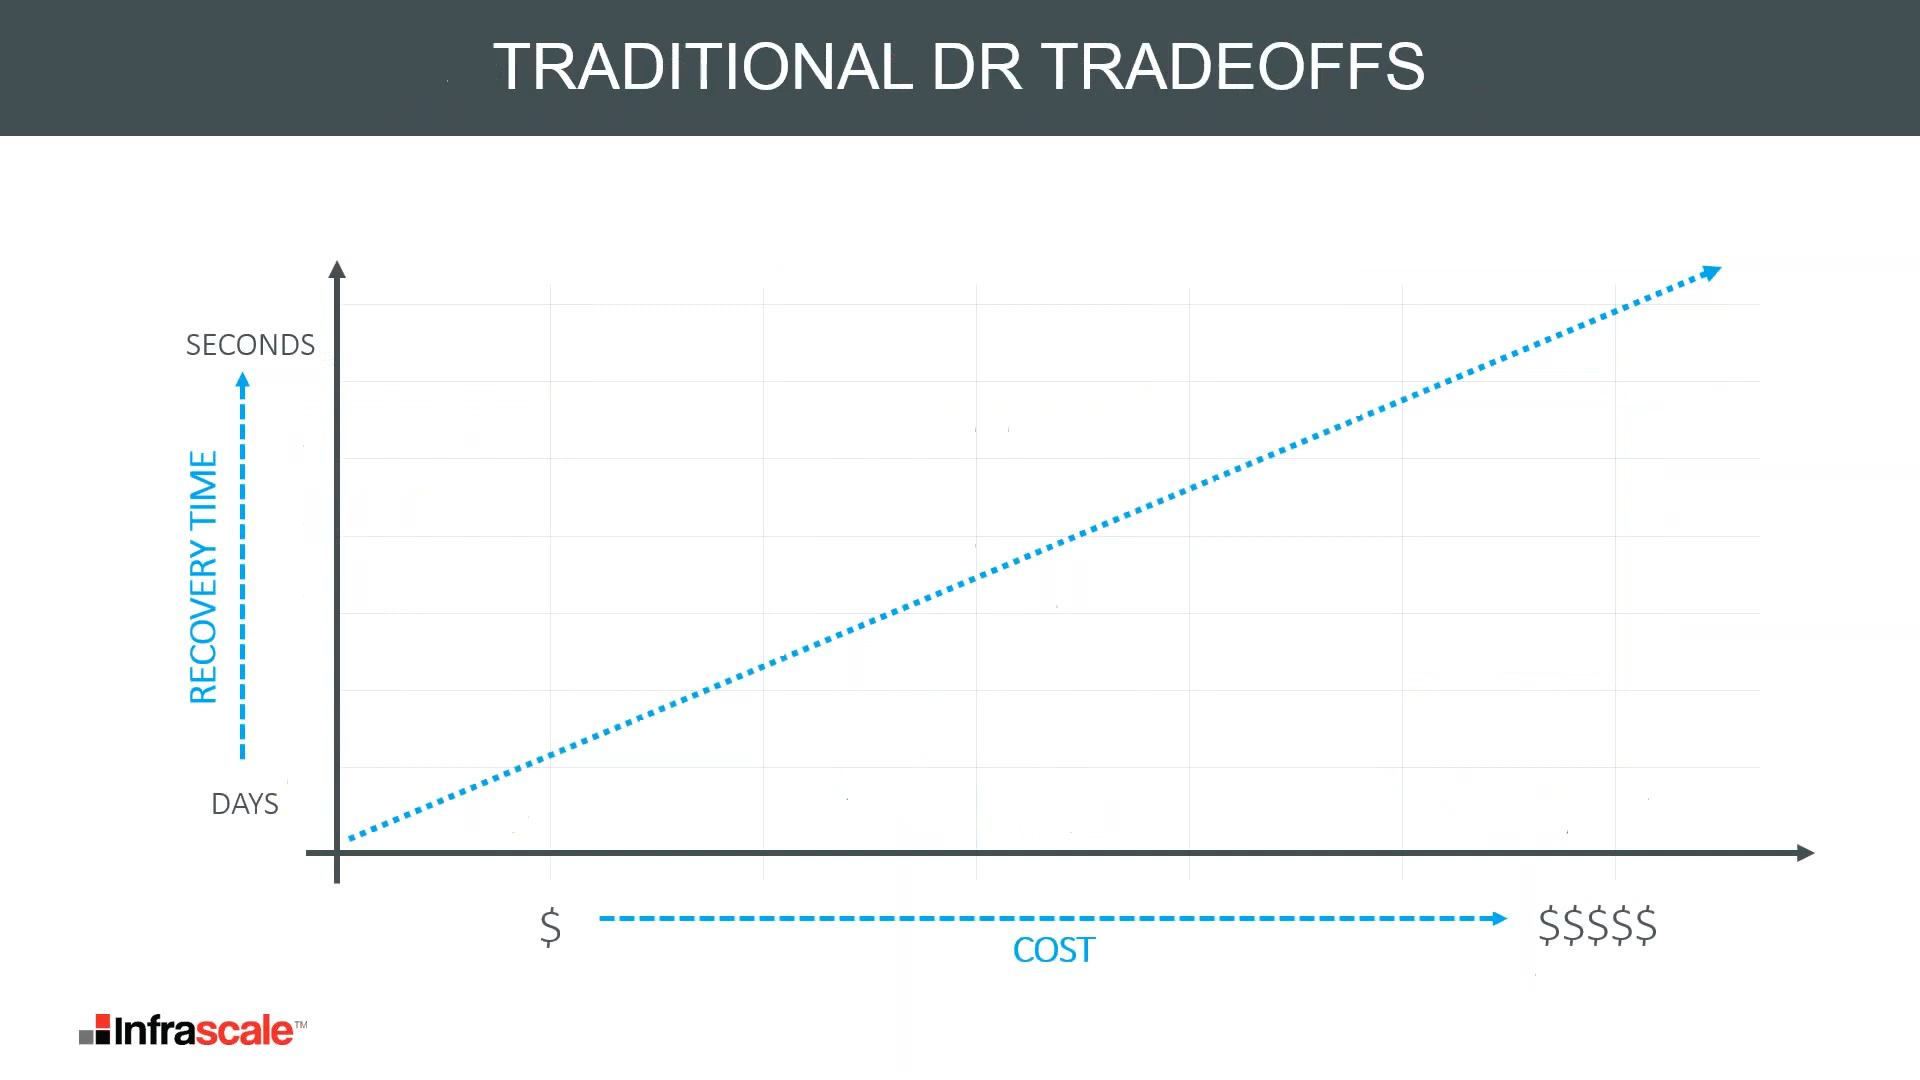 TRADITIONAL DR TRADEOFFS
SECONDS
RECOVERY TIME
DAYS
$
$$$$$
COST
Infrascale™